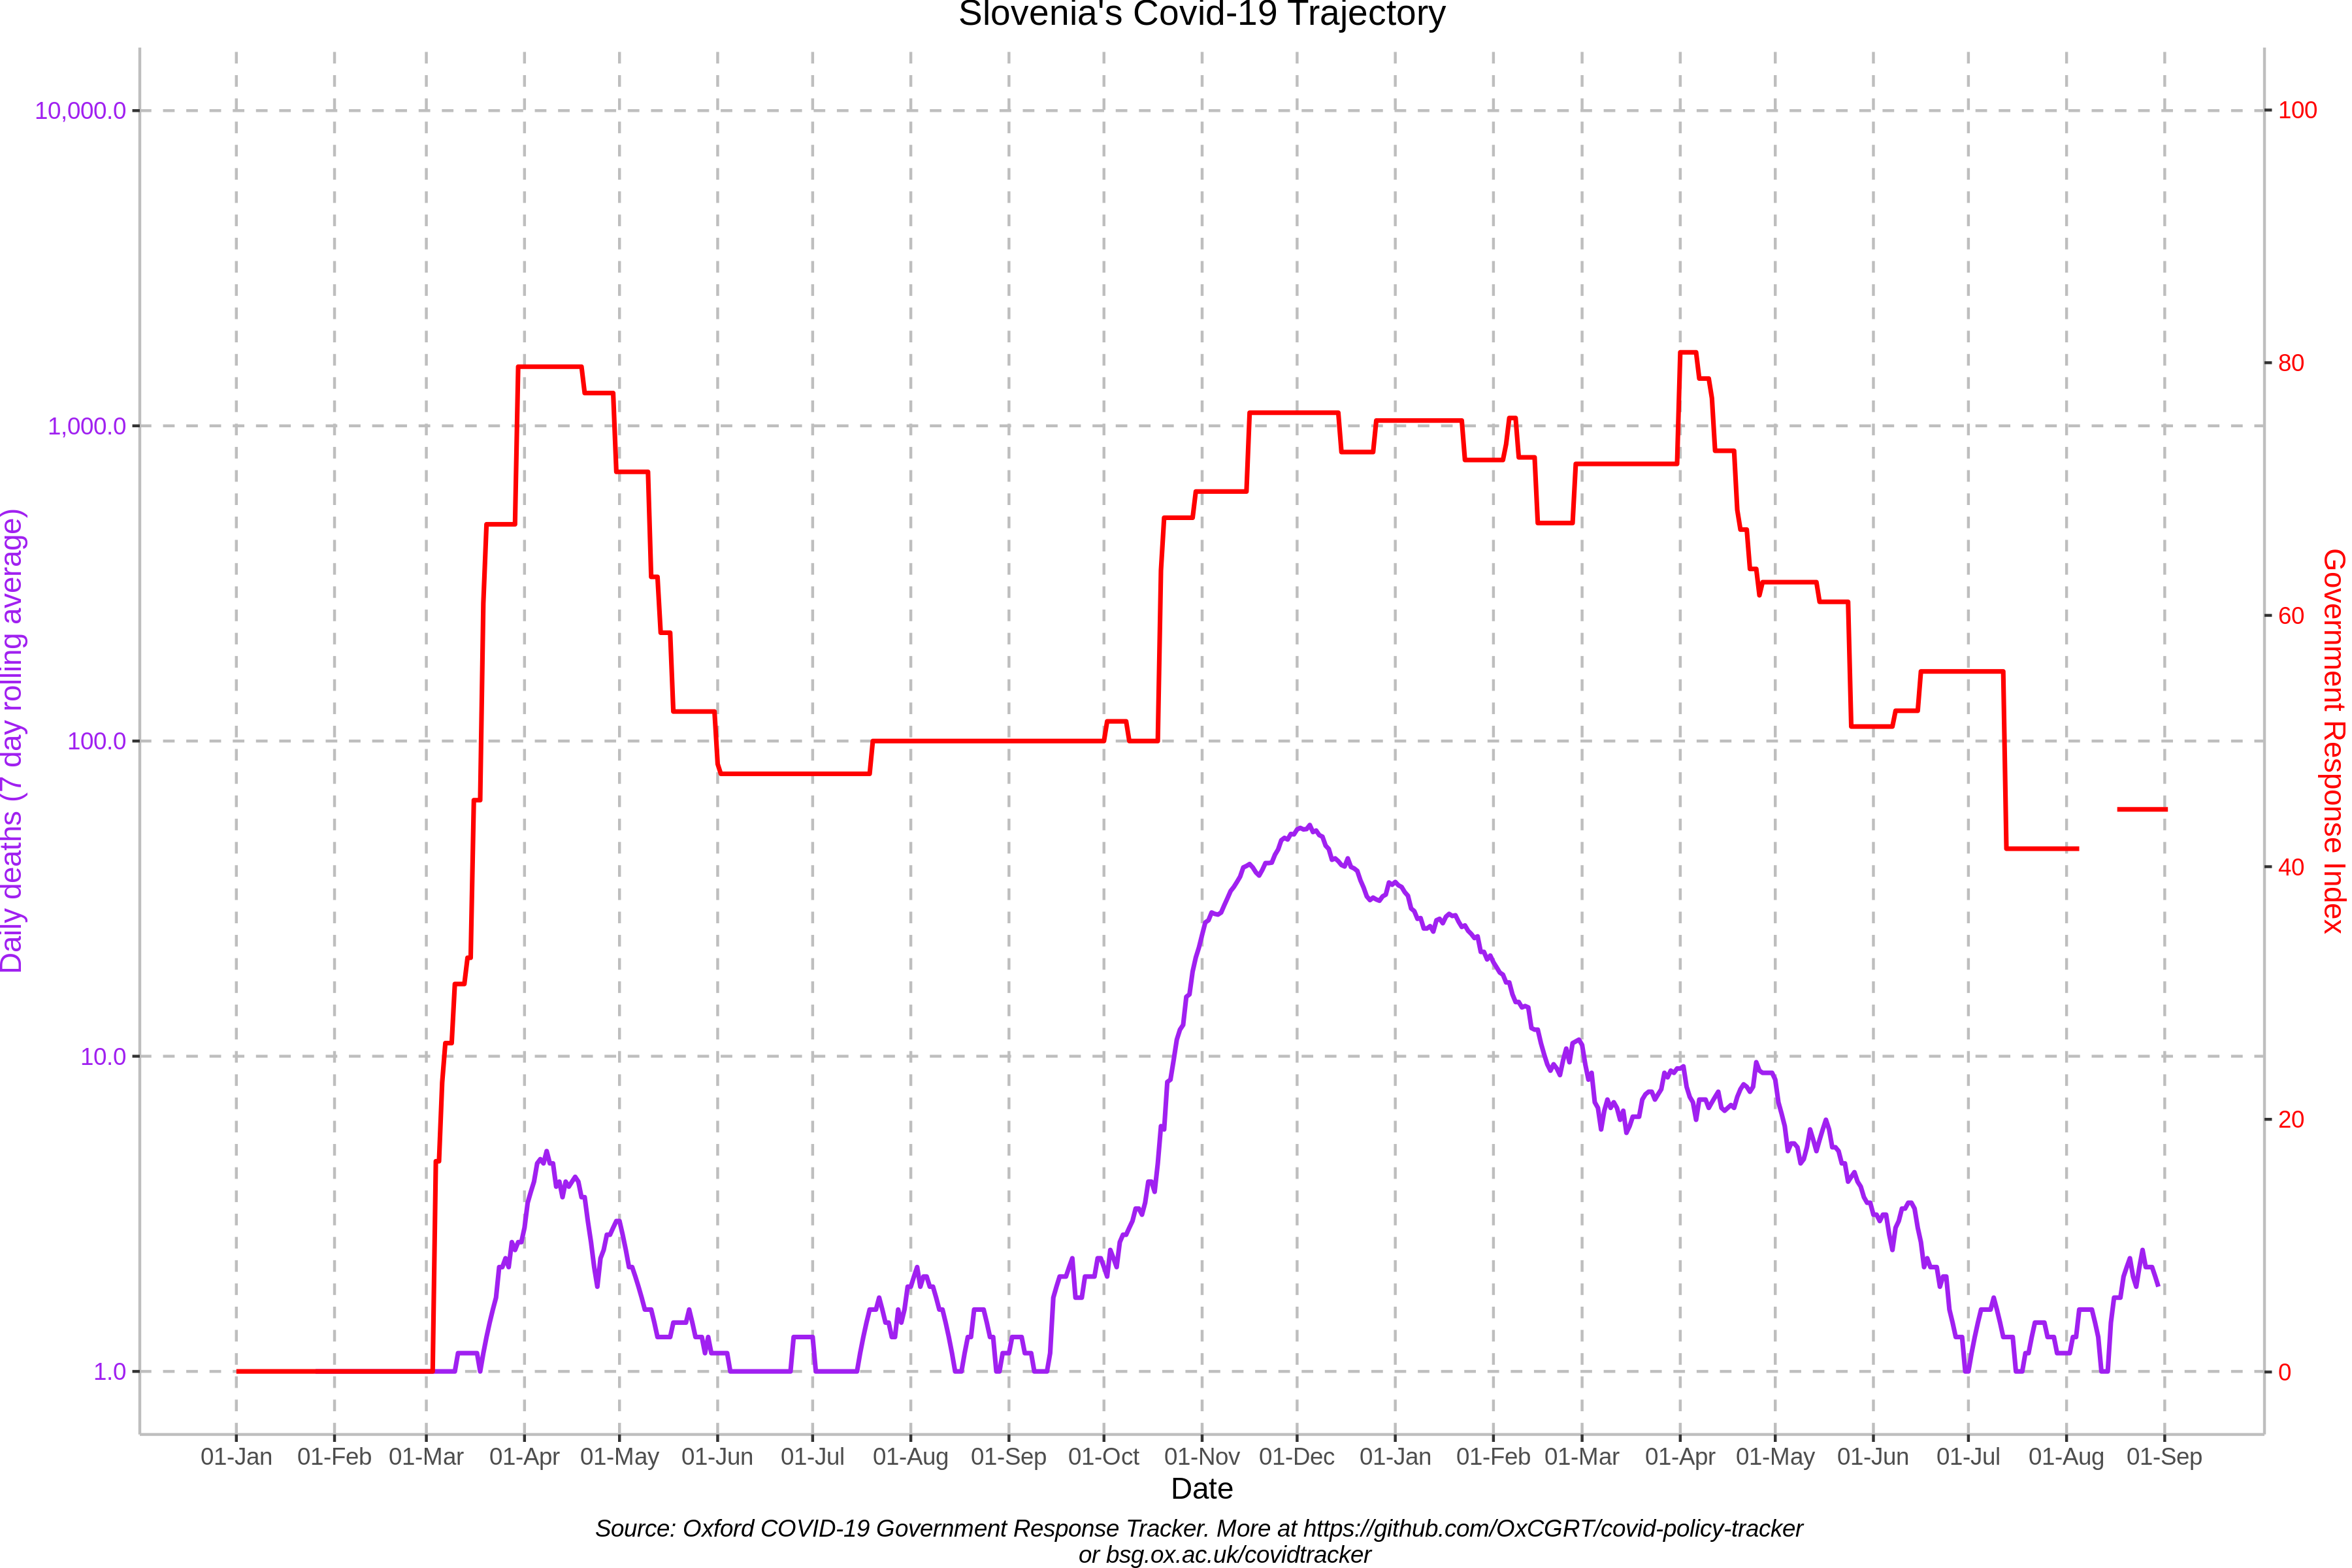 Slovenia's Covid-19 Trajectory
Daily deaths (7 day rolling average)
10,000.0
1,000.0
100.0
10.0
1.0
100
80
60
40
20
0
Government Response Index
01-Jan 01-Feb 01-Mar 01-Apr 01-May 01-Jun 01-Jul 01-Aug 01-Sep 01-Oct 01-Nov 01-Dec 01-Jan 01-Feb 01-Mar 01-Apr 01-May 01-Jun 01-Jul 01-Aug 01-Sep
Date
Source: Oxford COVID-19 Government Response Tracker. More at https://github.com/OxCGRT/covid-policy-tracker
or bsg.ox.ac.uk/covidtracker